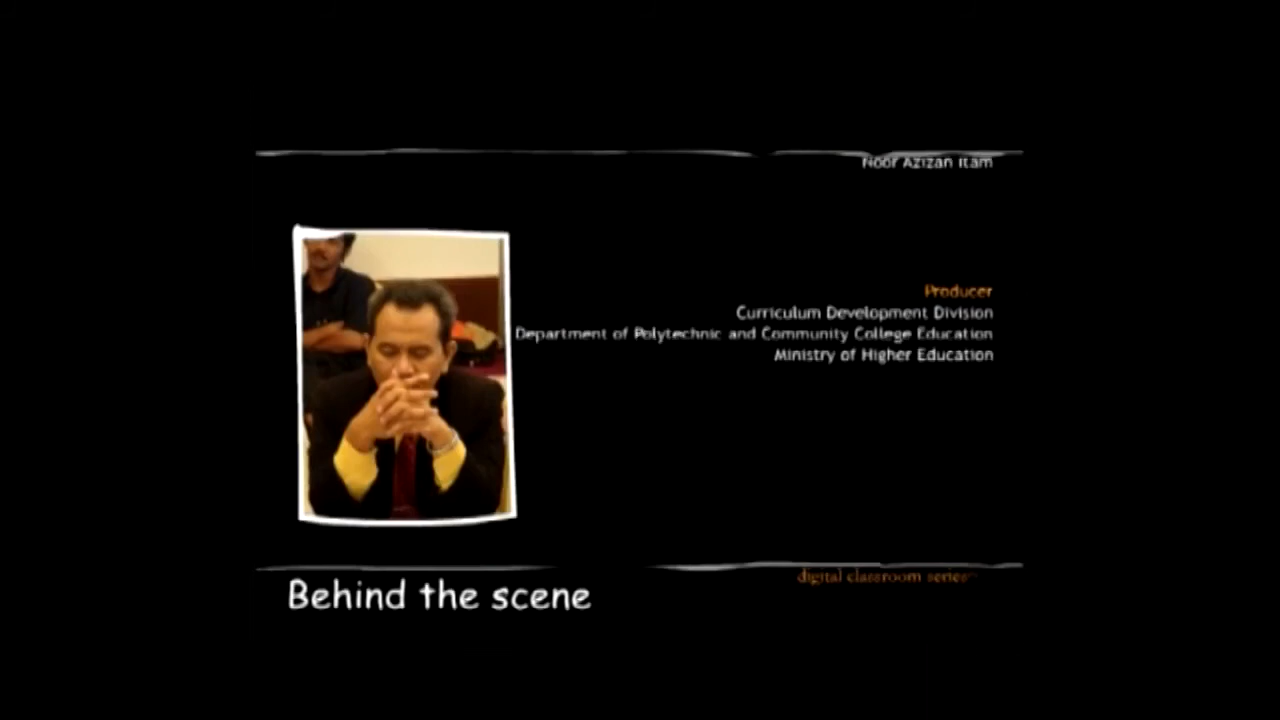 Noor Azizan Itam
Producer
Curriculum Development Division
Department of Polytechnic and Community College Education
Ministry of Higher Education
digital classroom series
Behind the scene